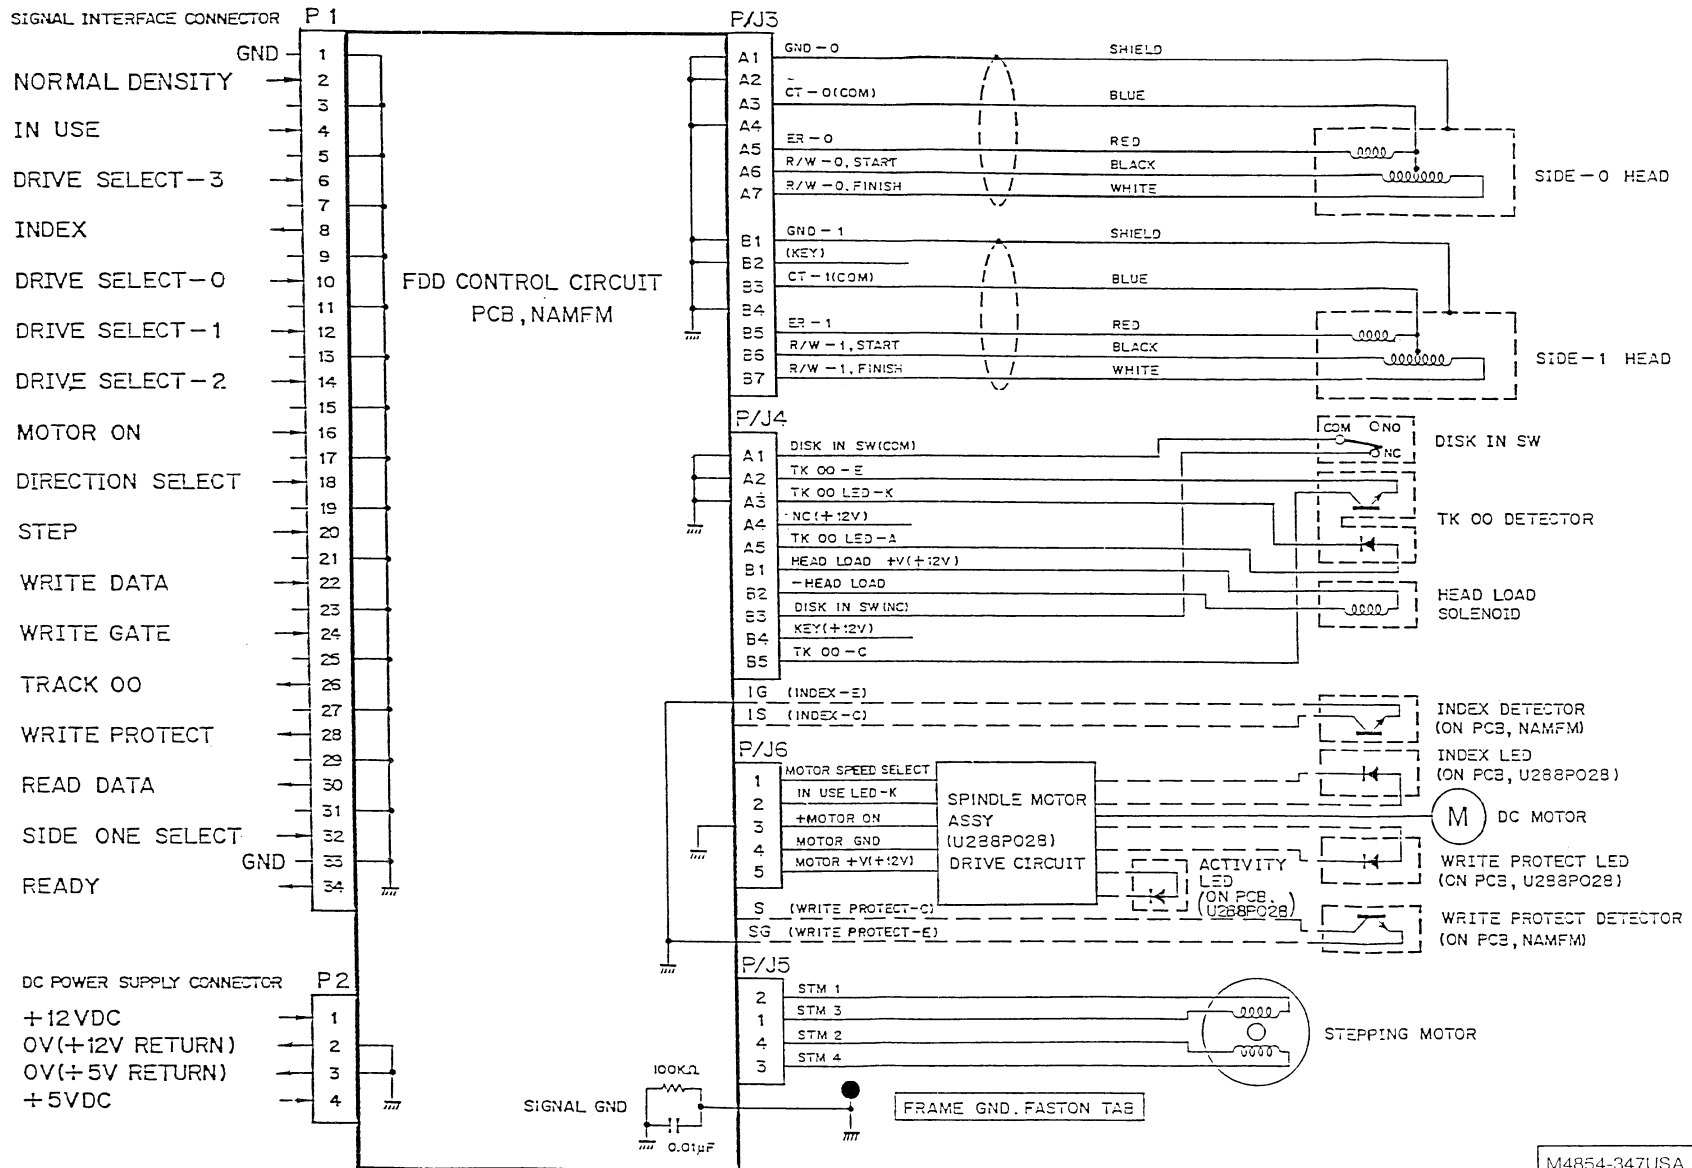 SIGNAL INTERFACE CONNECTOR P1
GND 1
NORMAL DENSITY 2
3
IN USE 4
5
DRIVE SELECT-3 6
7
INDEX 8
9
DRIVE SELECT-0 10
11
DRIVE SELECT-1 12
13
DRIVE SELECT-2 14
15
MOTOR ON 16
17
DIRECTION SELECT 18
19
STEP 20
21
WRITE DATA 22
23
WRITE GATE 24
25
TRACK 00 26
27
WRITE PROTECT 28
29
READ DATA 30
31
SIDE ONE SELECT 32
GND 33
READY 34
DC POWER SUPPLY CONNECTOR P2
+12VDC 1
0V(+12V RETURN) 2
0V(+5V RETURN) 3
+5VDC 4
FDD CONTROL CIRCUIT
PCB, NAMFM
SIGNAL GND
100KΩ
0.01μF
FRAME GND. FASTON TAB
P/J3
A1 GND-0 SHIELD
A2
A3 CT-0(COM) BLUE
A4
A5 ER-0 RED
A6 R/W-0, START BLACK
A7 R/W-0, FINISH WHITE
SIDE-0 HEAD
B1 GND-1 SHIELD
B2 (KEY)
B3 CT-1(COM) BLUE
B4
B5 ER-1 RED
B6 R/W-1, START BLACK
B7 R/W-1, FINISH WHITE
SIDE-1 HEAD
P/J4
A1 DISK IN SW(COM)
A2 TK 00-E
A3 TK 00 LED-K
A4 NC(+12V)
A5 TK 00 LED-A
B1 HEAD LOAD +V(+12V)
B2 -HEAD LOAD
B3 DISK IN SW(NC)
B4 KEY(+12V)
B5 TK 00-C
COM NO
NC
DISK IN SW
TK 00 DETECTOR
HEAD LOAD
SOLENOID
IG (INDEX-E)
IS (INDEX-C)
INDEX DETECTOR
(ON PCB, NAMFM)
P/J6
1 MOTOR SPEED SELECT
2 IN USE LED-K
3 +MOTOR ON
4 MOTOR GND
5 MOTOR +V(+12V)
SPINDLE MOTOR
ASSY
(U288P028)
DRIVE CIRCUIT
INDEX LED
(ON PCB, U288P028)
M DC MOTOR
WRITE PROTECT LED
(ON PCB, U288P028)
ACTIVITY
LED
(ON PCB.
U288P028)
S (WRITE PROTECT-C)
SG (WRITE PROTECT-E)
WRITE PROTECT DETECTOR
(ON PCB, NAMFM)
P/J5
2 STM 1
1 STM 3
4 STM 2
3 STM 4
STEPPING MOTOR
M4854-347USA